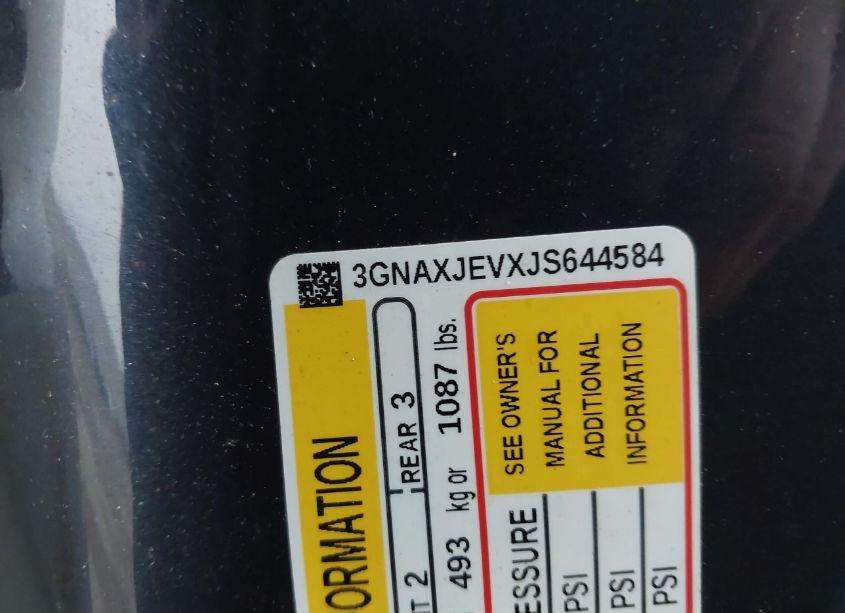 3GNAXJEVXJS644584
ORMATION
T 2 REAR 3
493 kg or 1087 lbs.
ESSURE
SEE OWNER'S
MANUAL FOR
ADDITIONAL
INFORMATION
PSI
PSI
PSI